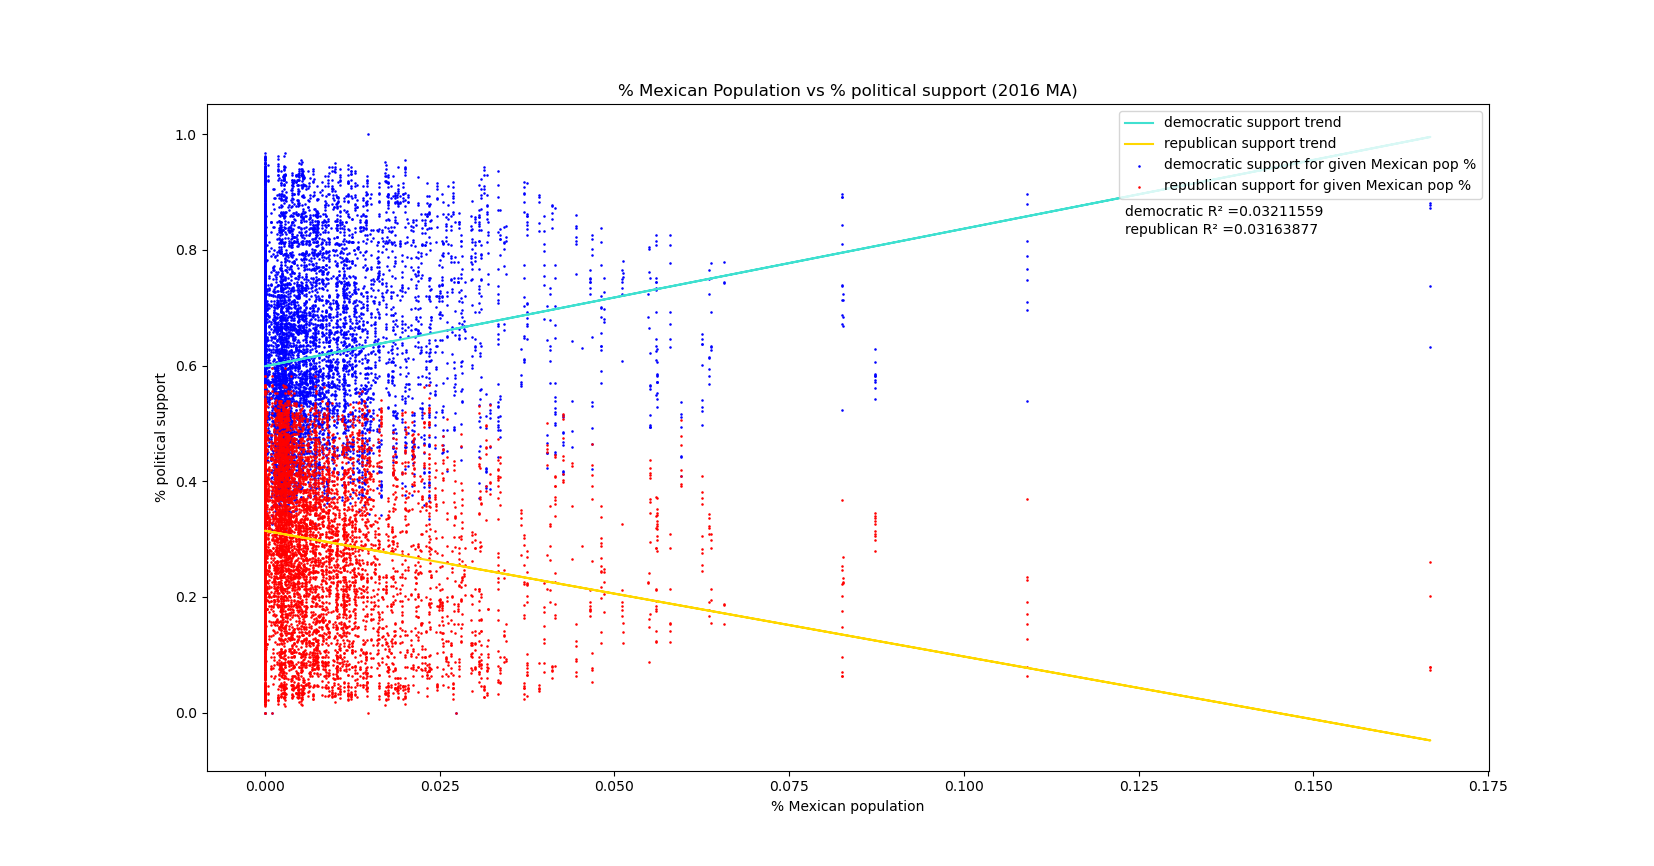 % Mexican Population vs % political support (2016 MA)
democratic support trend
republican support trend
democratic support for given Mexican pop %
republican support for given Mexican pop %
democratic R² =0.03211559
republican R² =0.03163877
% political support
1.0
0.8
0.6
0.4
0.2
0.0
0.000 0.025 0.050 0.075 0.100 0.125 0.150 0.175
% Mexican population